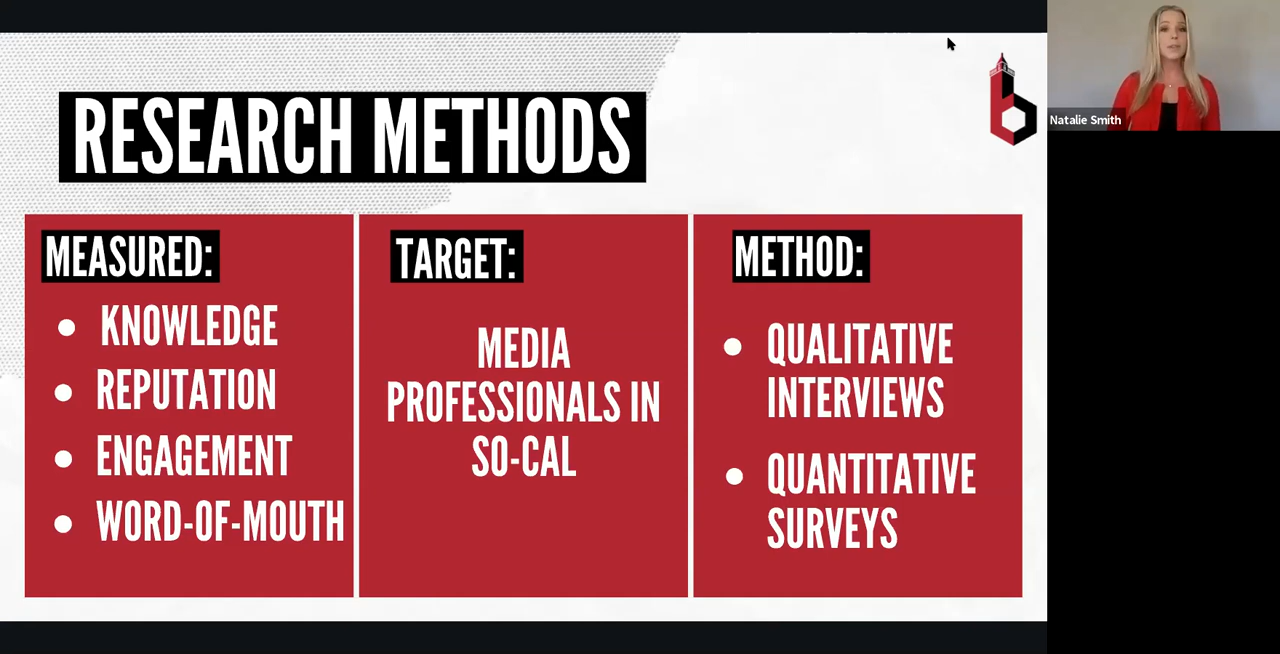 RESEARCH METHODS
MEASURED:
KNOWLEDGE
REPUTATION
ENGAGEMENT
WORD-OF-MOUTH
TARGET:
MEDIA
PROFESSIONALS IN
SO-CAL
METHOD:
QUALITATIVE
INTERVIEWS
QUANTITATIVE
SURVEYS
b
Natalie Smith